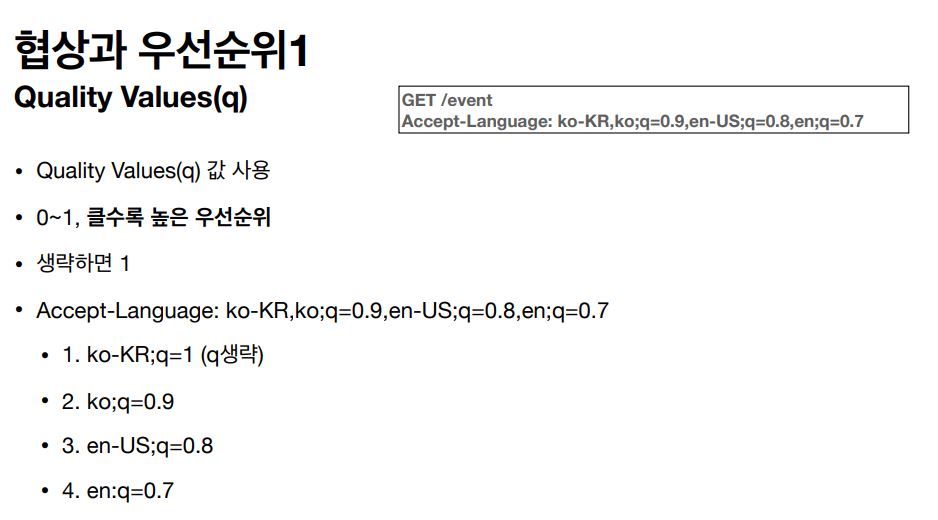 협상과 우선순위1
Quality Values(q)
GET /event
Accept-Language: ko-KR,ko;q=0.9,en-US;q=0.8,en;q=0.7
• Quality Values(q) 값 사용
• 0~1, 클수록 높은 우선순위
• 생략하면 1
• Accept-Language: ko-KR,ko;q=0.9,en-US;q=0.8,en;q=0.7
• 1. ko-KR;q=1 (q생략)
• 2. ko;q=0.9
• 3. en-US;q=0.8
• 4. en:q=0.7